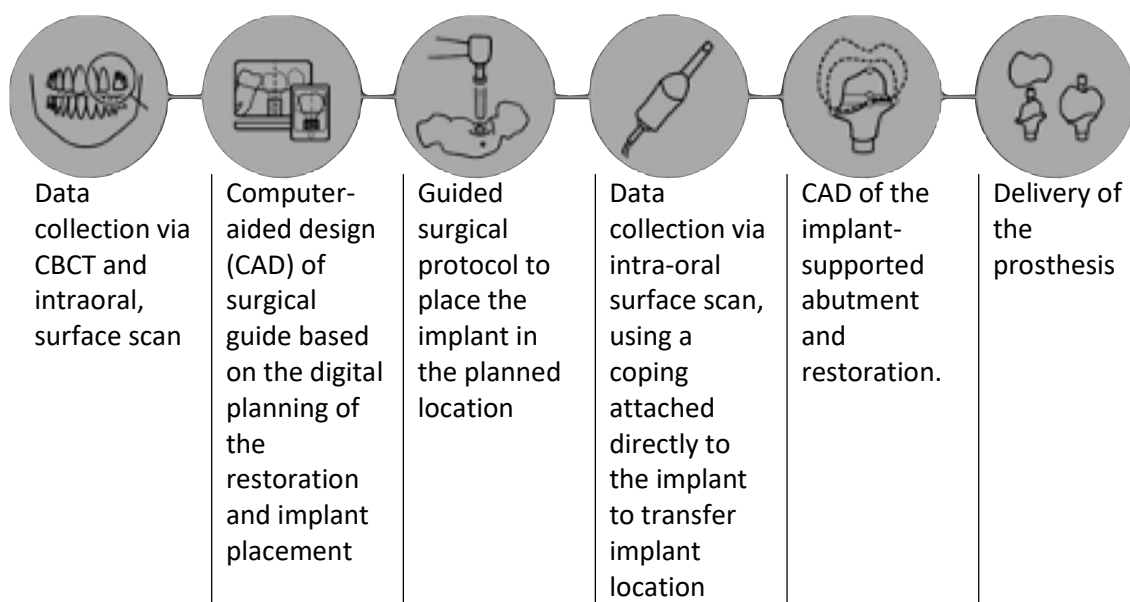 Data
collection via
CBCT and
intraoral,
surface scan
Computer-
aided design
(CAD) of
surgical
guide based
on the digital
planning of
the
restoration
and implant
placement
Guided
surgical
protocol to
place the
implant in
the planned
location
Data
collection via
intra-oral
surface scan,
using a
coping
attached
directly to
the implant
to transfer
implant
location
CAD of the
implant-
supported
abutment
and
restoration.
Delivery of
the
prosthesis